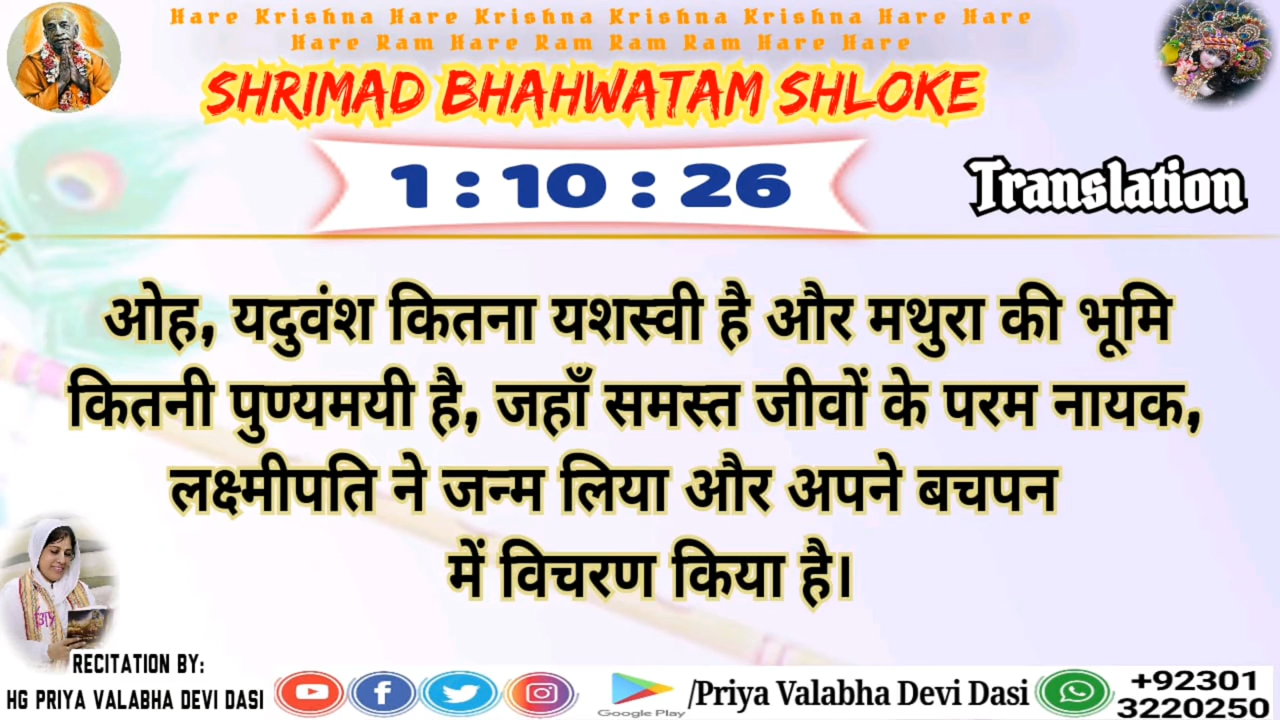 Hare Krishna Hare Krishna Krishna Krishna Hare Hare
Hare Ram Hare Ram Ram Ram Hare Hare
SHRIMAD BHAHWATAM SHLOKE
1 : 10 : 26
Translation
ओह, यदुवंश कितना यशस्वी है और मथुरा की भूमि
कितनी पुण्यमयी है, जहाँ समस्त जीवों के परम नायक,
लक्ष्मीपति ने जन्म लिया और अपने बचपन
में विचरण किया है।
RECITATION BY:
HG PRIYA VALABHA DEVI DASI
Google Play
/Priya Valabha Devi Dasi
+92301
3220250